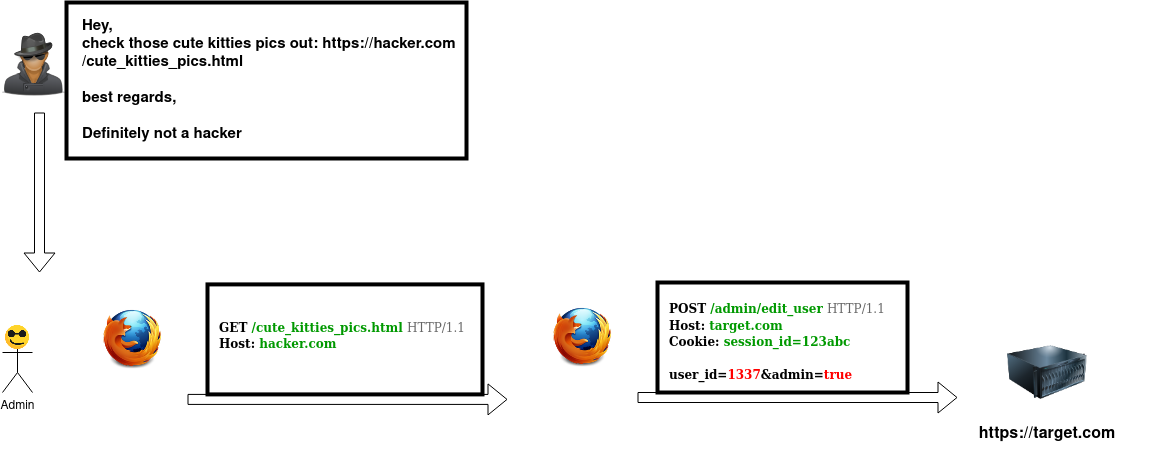 Hey,
check those cute kitties pics out: https://hacker.com
/cute_kitties_pics.html
best regards,
Definitely not a hacker
Admin
GET /cute_kitties_pics.html HTTP/1.1
Host: hacker.com
POST /admin/edit_user HTTP/1.1
Host: target.com
Cookie: session_id=123abc
user_id=1337&admin=true
https://target.com